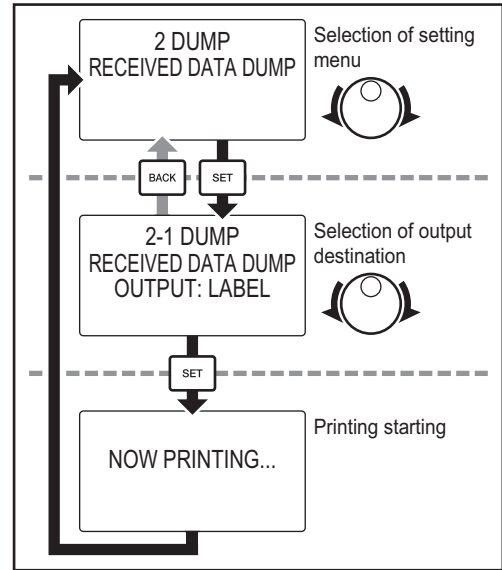 2 DUMP
RECEIVED DATA DUMP
Selection of setting
menu
BACK
SET
2-1 DUMP
RECEIVED DATA DUMP
OUTPUT: LABEL
Selection of output
destination
SET
NOW PRINTING...
Printing starting